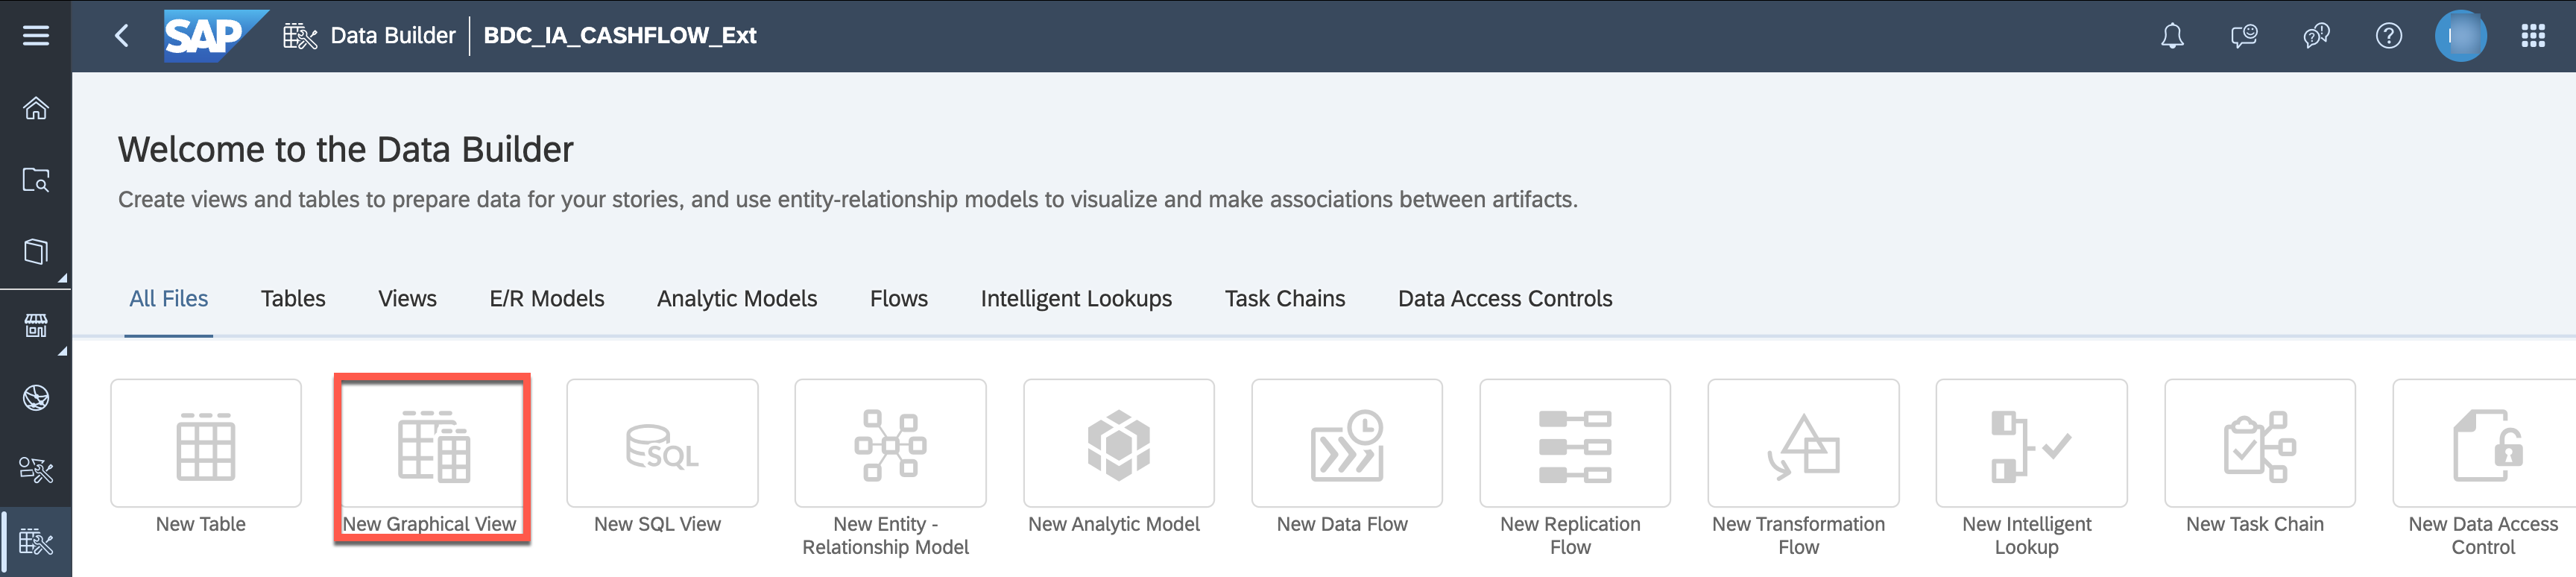 SAP Data Builder BDC_IA_CASHFLOW_Ext
Welcome to the Data Builder
Create views and tables to prepare data for your stories, and use entity-relationship models to visualize and make associations between artifacts.
All Files Tables Views E/R Models Analytic Models Flows Intelligent Lookups Task Chains Data Access Controls
SQL
New Table
New Graphical View
New SQL View
New Entity -
Relationship Model
New Analytic Model
New Data Flow
New Replication
Flow
New Transformation
Flow
New Intelligent
Lookup
New Task Chain
New Data Access
Control